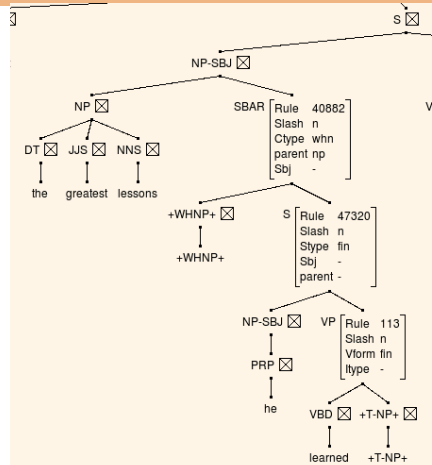 S
NP-SBJ
NP
SBAR
Rule 40882
Slash n
Ctype whn
parent np
Sbj -
V
DT JJS NNS
the greatest lessons
+WHNP+
+WHNP+
S
Rule 47320
Slash n
Stype fin
Sbj -
parent -
NP-SBJ
VP
Rule 113
Slash n
Vform fin
Itype -
PRP
he
VBD +T-NP+
learned +T-NP+